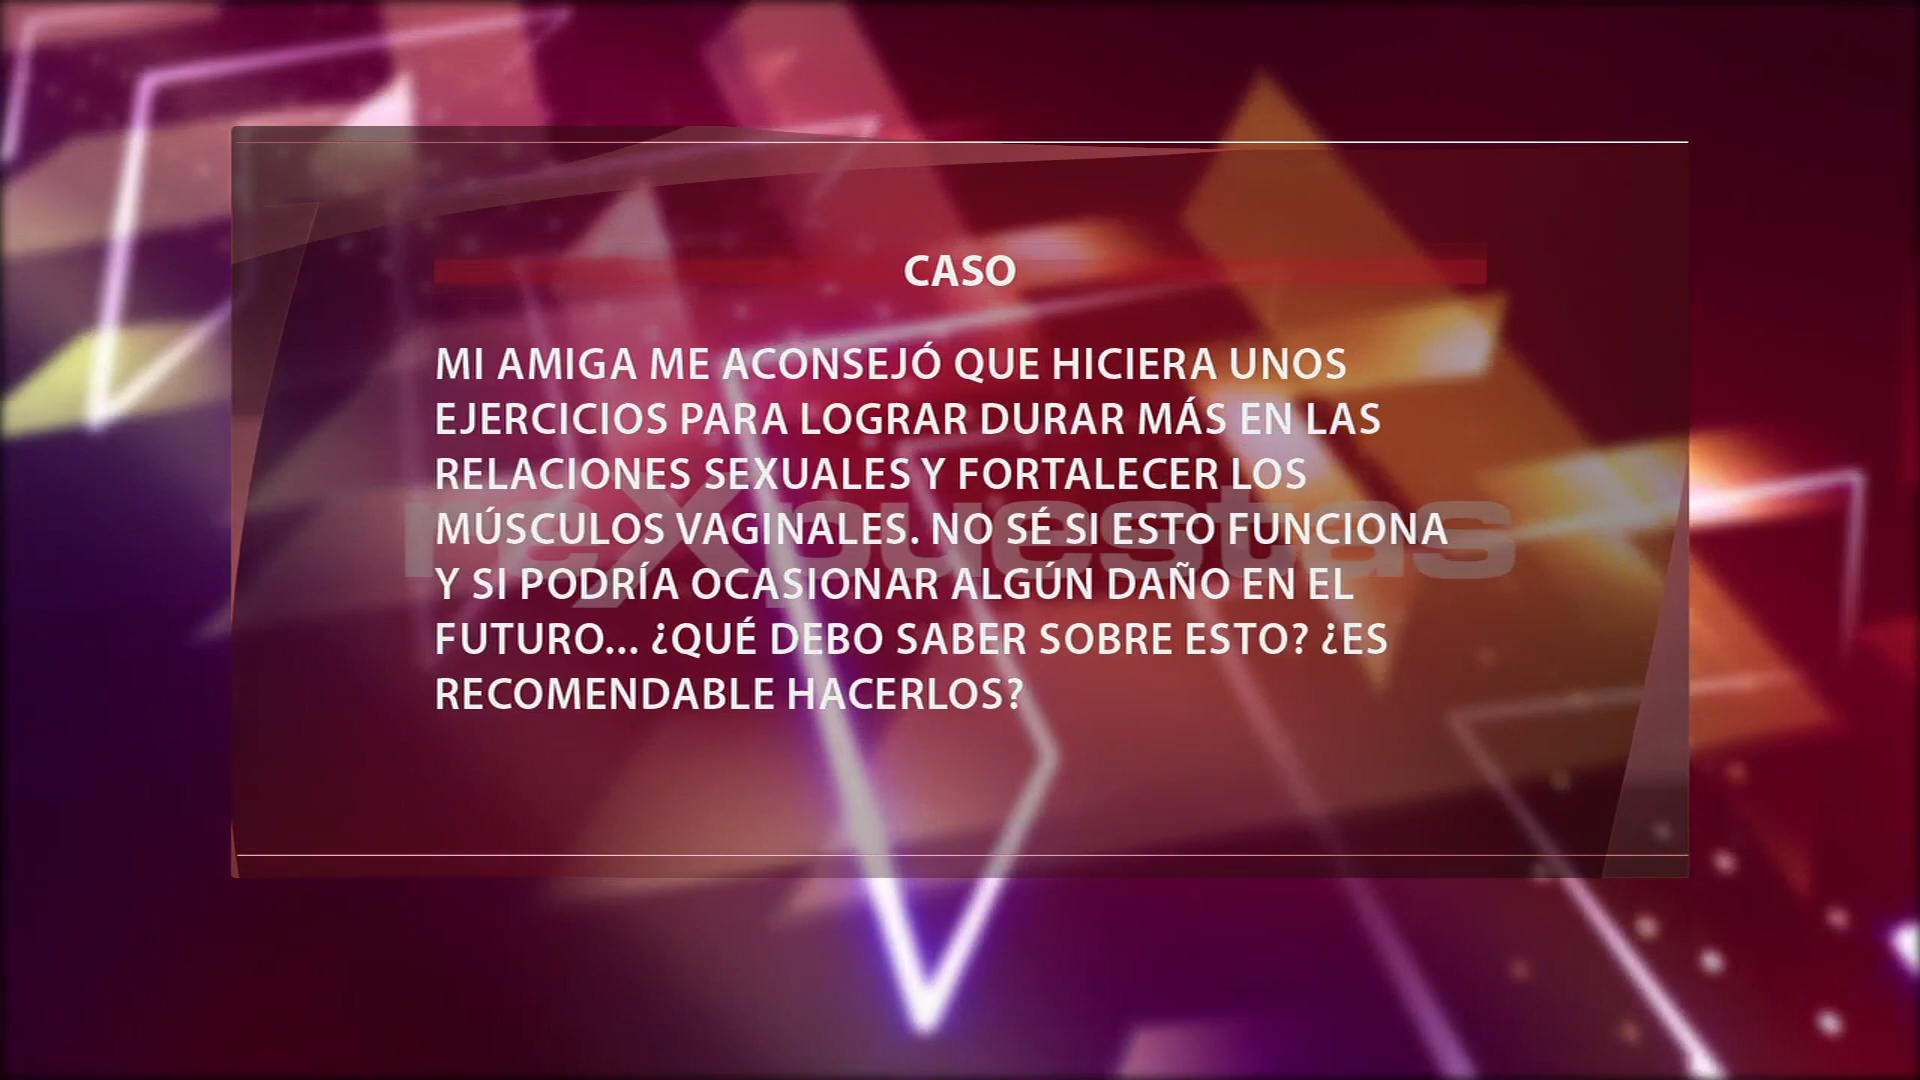 CASO
MI AMIGA ME ACONSEJÓ QUE HICIERA UNOS
EJERCICIOS PARA LOGRAR DURAR MÁS EN LAS
RELACIONES SEXUALES Y FORTALECER LOS
MÚSCULOS VAGINALES. NO SÉ SI ESTO FUNCIONA
reXpuestas
Y SI PODRÍA OCASIONAR ALGÚN DAÑO EN EL
FUTURO... ¿QUÉ DEBO SABER SOBRE ESTO? ¿ES
RECOMENDABLE HACERLOS?